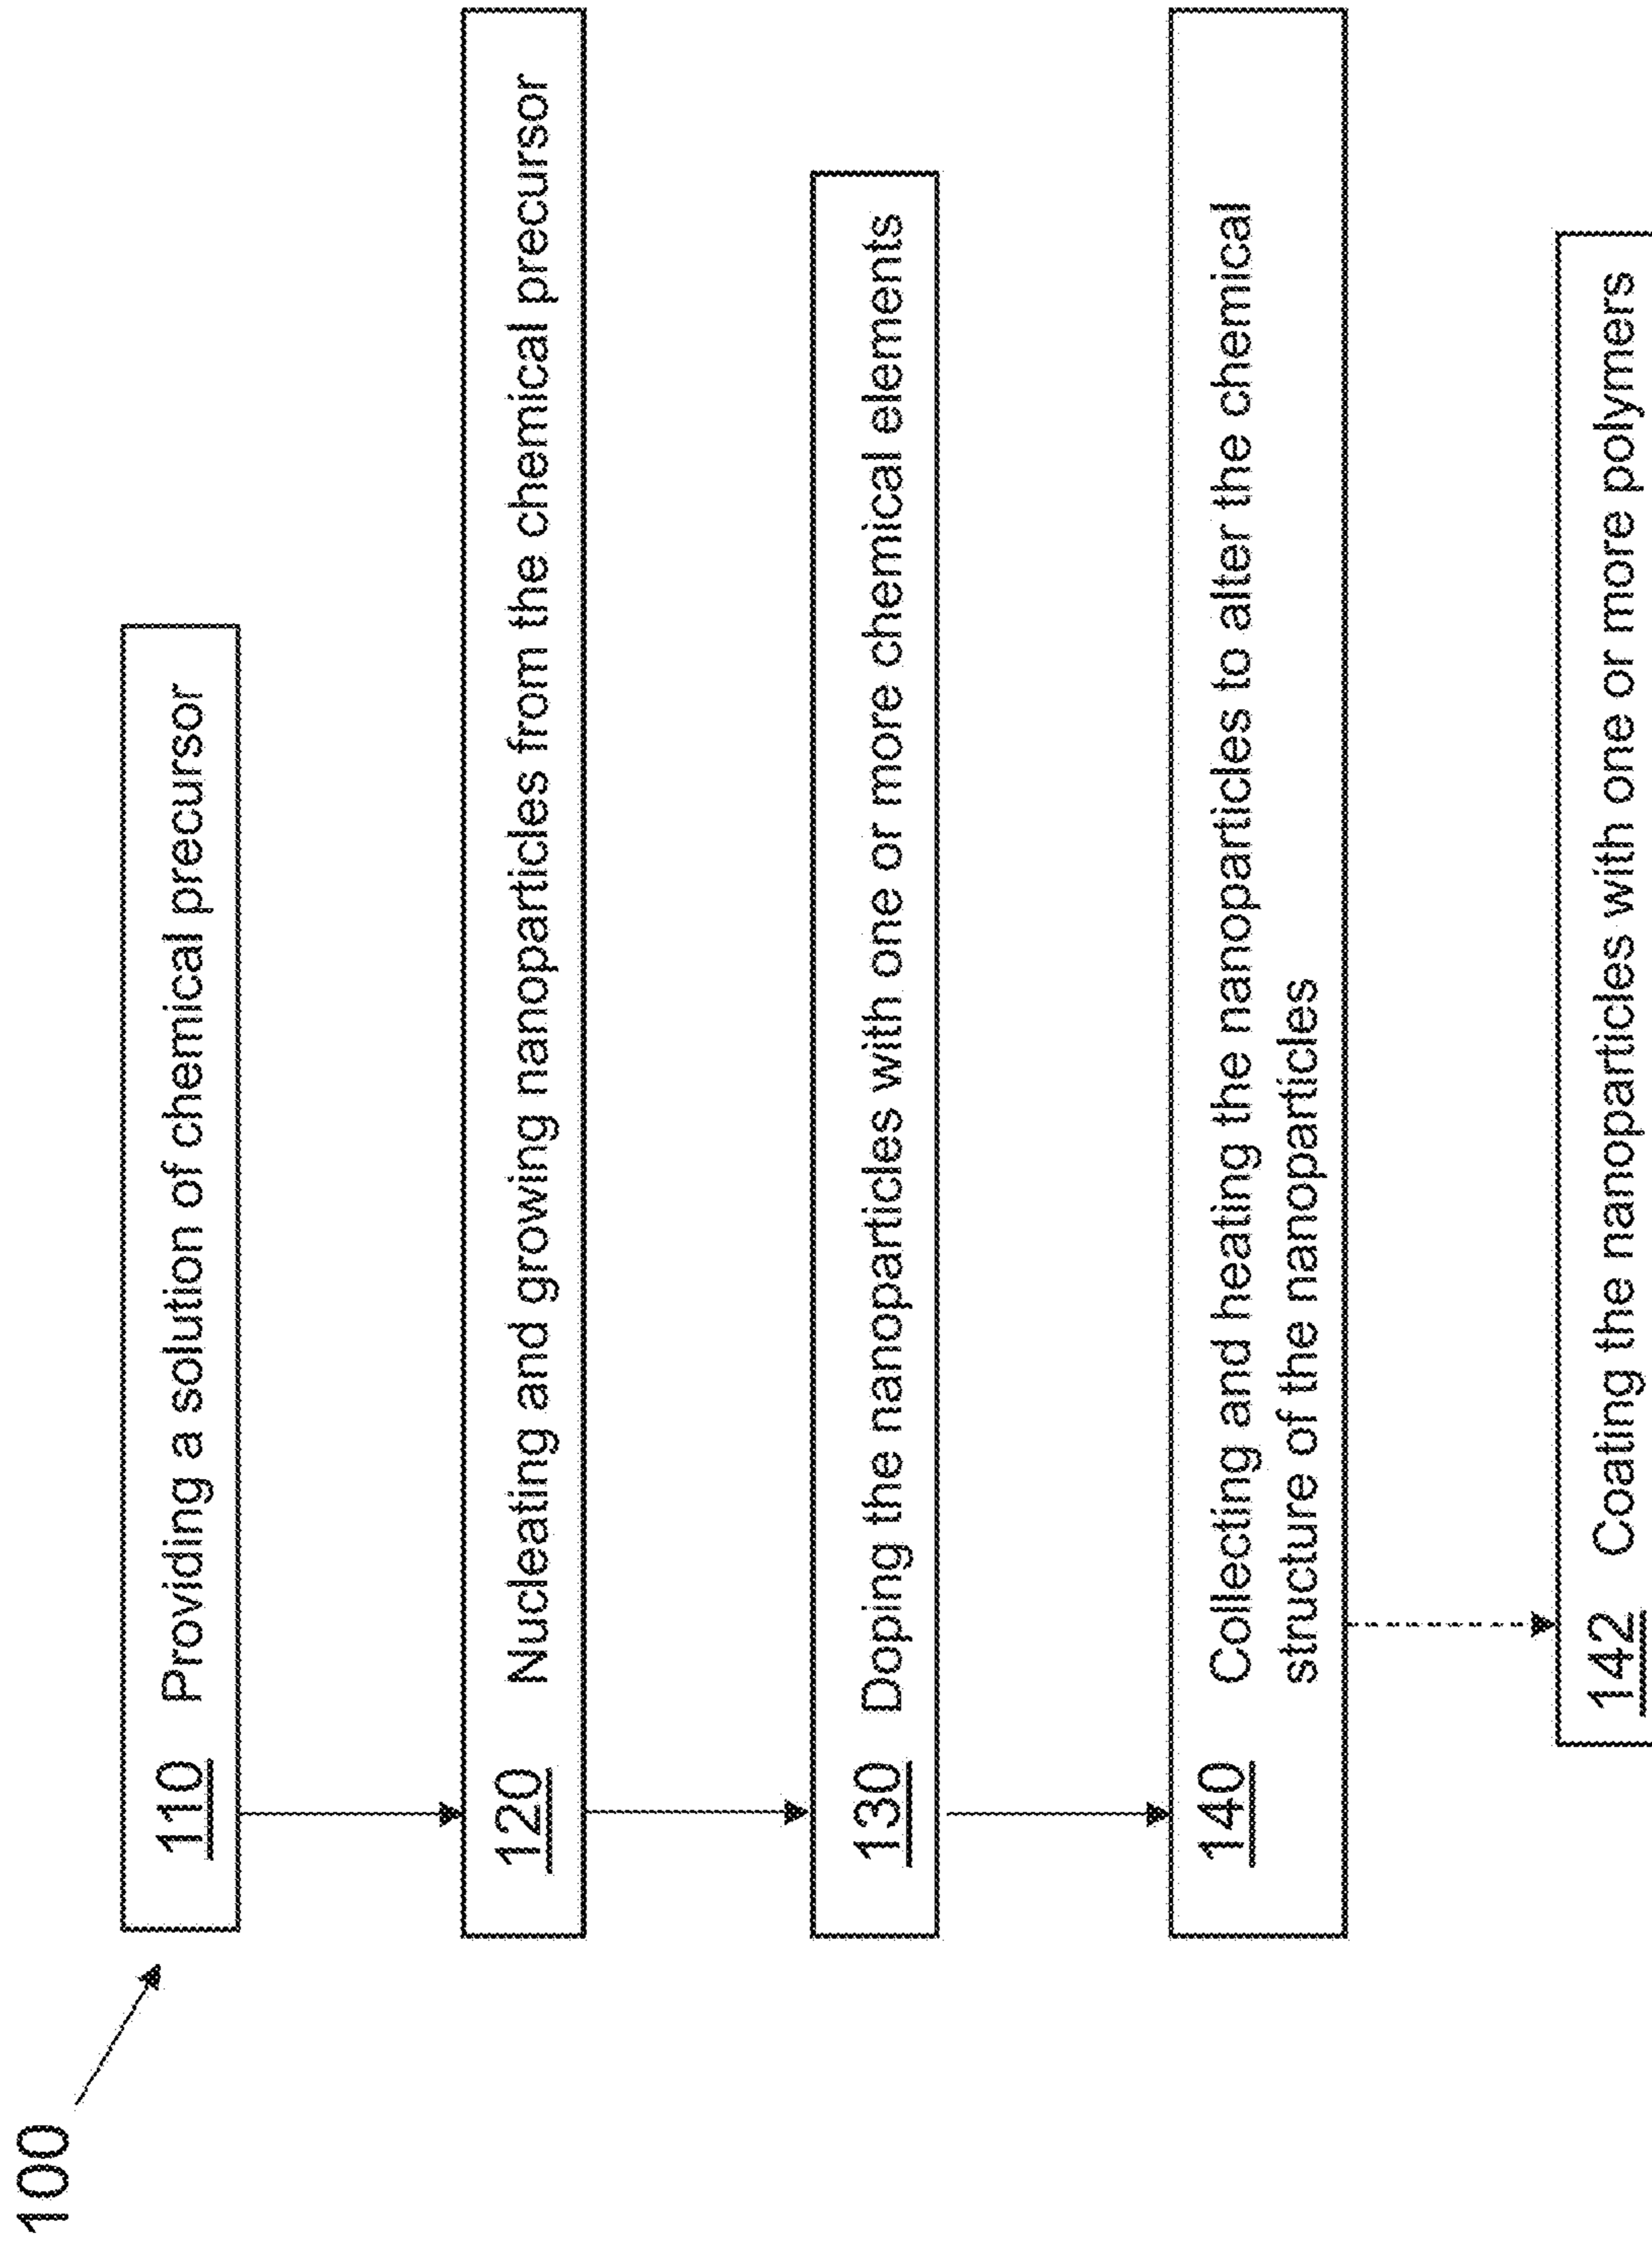 100
110 Providing a solution of chemical precursor
120 Nucleating and growing nanoparticles from the chemical precursor
130 Doping the nanoparticles with one or more chemical elements
140 Collecting and heating the nanoparticles to alter the chemical
structure of the nanoparticles
142 Coating the nanoparticles with one or more polymers